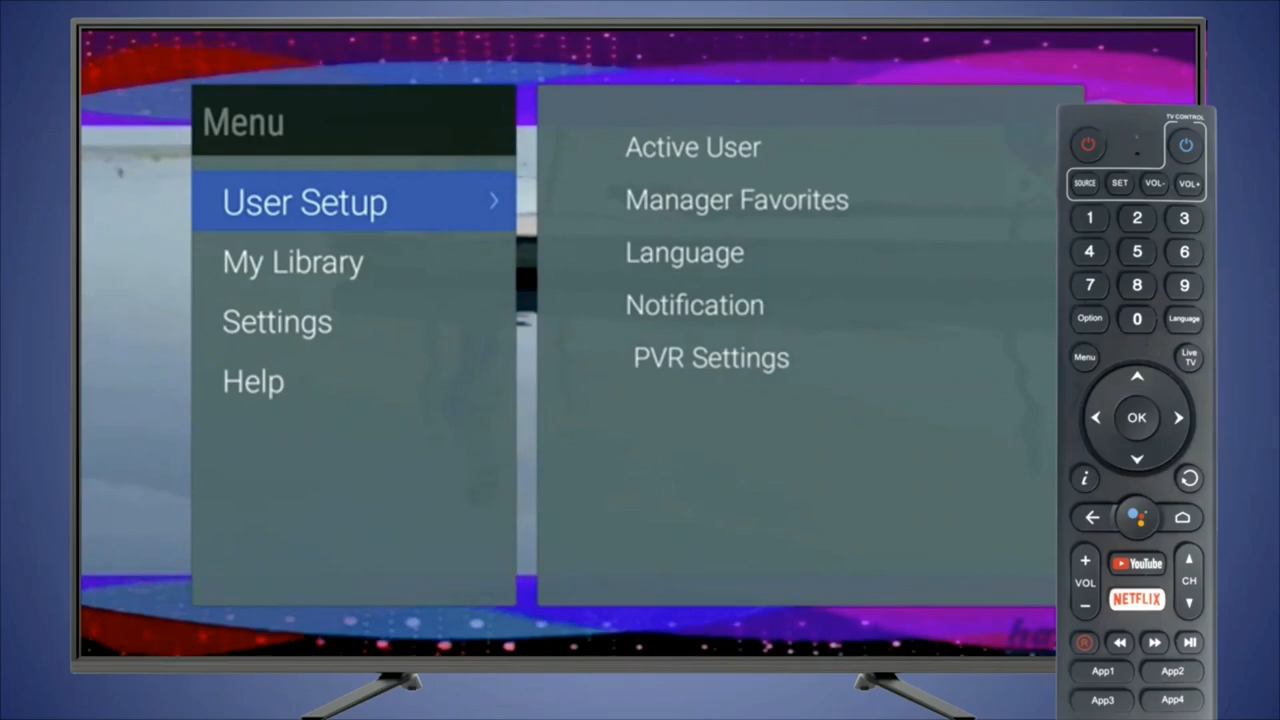 Menu
User Setup
My Library
Settings
Help
Active User
Manager Favorites
Language
Notification
PVR Settings
TV CONTROL
SOURCE SET VOL- VOL+
1 2 3
4 5 6
7 8 9
Option 0 Language
Menu Live TV
OK
i
+ YouTube
VOL CH
- NETFLIX
R
App1 App2
App3 App4